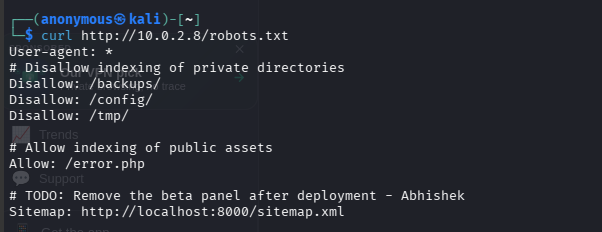 ┌──(anonymous㉿kali)-[~]
└─$ curl http://10.0.2.8/robots.txt
User-agent: *
# Disallow indexing of private directories
Disallow: /backups/
Disallow: /config/
Disallow: /tmp/
# Allow indexing of public assets
Allow: /error.php
Trends
Support
# TODO: Remove the beta panel after deployment - Abhishek
Sitemap: http://localhost:8000/sitemap.xml